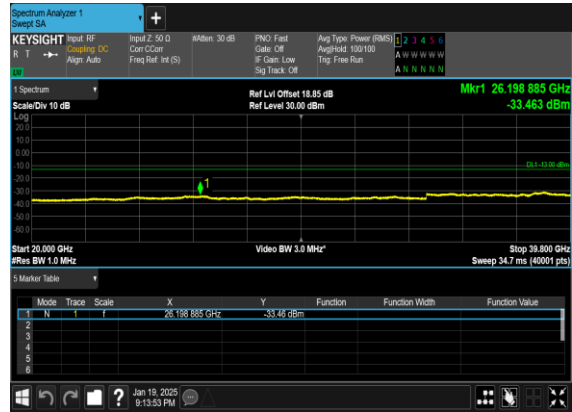 Spectrum Analyzer 1
Swept SA
+
KEYSIGHT Input: RF Input Z: 50 Ω #Atten: 30 dB PNO: Fast Avg Type: Power (RMS) 1 2 3 4 5 6
R T Coupling: DC Corr CCorr Gate: Off Avg|Hold: 100/100 A W W W W W
Align: Auto Freq Ref: Int (S) IF Gain: Low Trig: Free Run A N N N N N
Sig Track: Off
1 Spectrum Ref Lvl Offset 18.85 dB Mkr1 26.198 885 GHz
Scale/Div 10 dB Ref Level 30.00 dBm -33.463 dBm
Log
20.0
10.0
0.00
-10.0
DL1 -13.00 dBm
-20.0
1
-30.0
-40.0
-50.0
-60.0
Start 20.000 GHz Video BW 3.0 MHz* Stop 39.800 GHz
#Res BW 1.0 MHz Sweep 34.7 ms (40001 pts)
5 Marker Table
Mode Trace Scale X Y Function Function Width Function Value
1 N 1 f 26.198 885 GHz -33.46 dBm
2
3
4
5
6
? Jan 19, 2025
9:13:53 PM